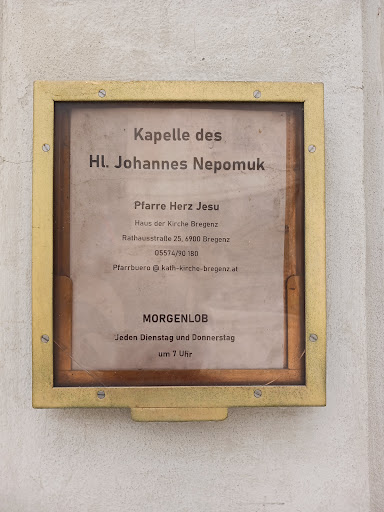 Kapelle des
Hl. Johannes Nepomuk
Pfarre Herz Jesu
Haus der Kirche Bregenz
Rathausstraße 25, 6900 Bregenz
05574/90 180
Pfarrbuero @ kath-kirche-bregenz.at
MORGENLOB
Jeden Dienstag und Donnerstag
um 7 Uhr